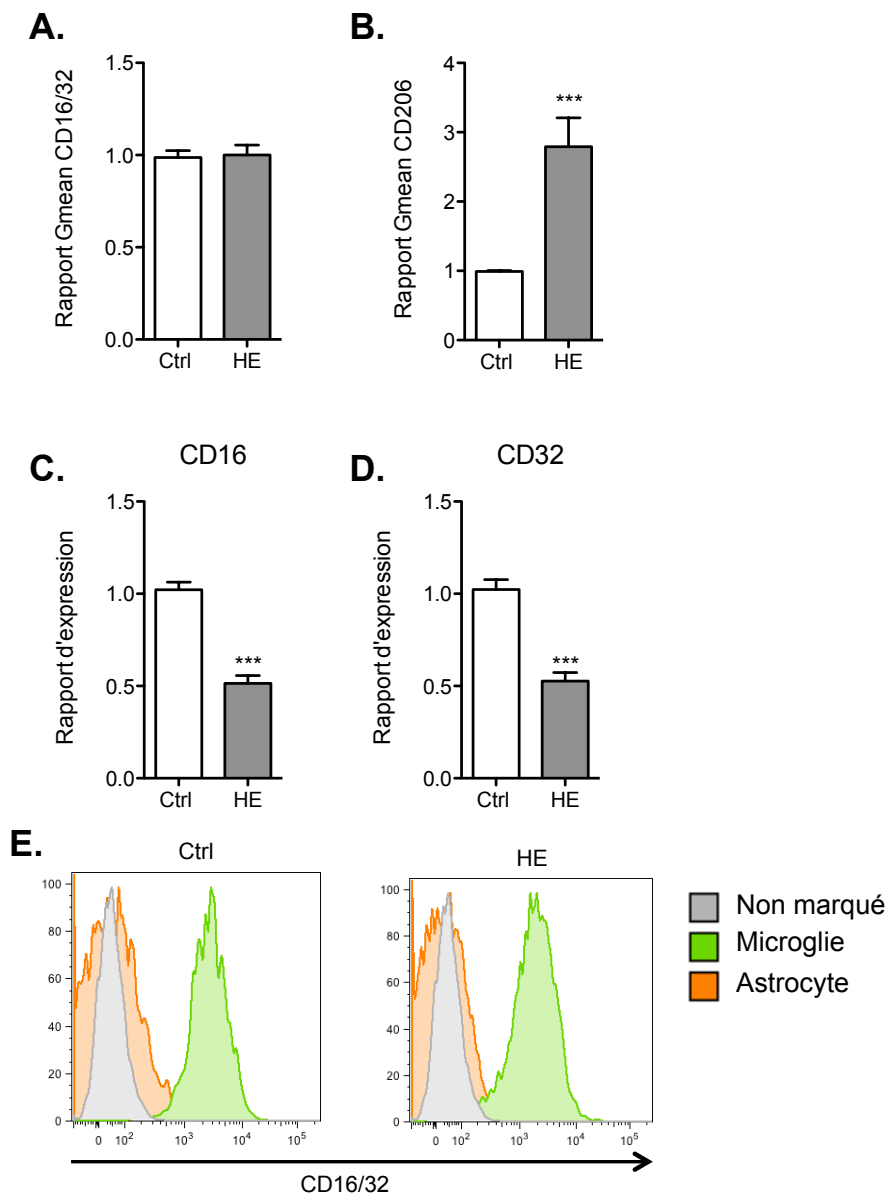 A.
Rapport Gmean CD16/32
1.5
1.0
0.5
0.0
Ctrl HE
B.
Rapport Gmean CD206
4
3
2
1
0
***
Ctrl HE
C.
CD16
Rapport d'expression
1.5
1.0
0.5
0.0
***
Ctrl HE
D.
CD32
Rapport d'expression
1.5
1.0
0.5
0.0
***
Ctrl HE
E.
Ctrl
100
80
60
40
20
0
0 10² 10³ 10⁴ 10⁵
HE
100
80
60
40
20
0
0 10² 10³ 10⁴ 10⁵
CD16/32
Non marqué
Microglie
Astrocyte